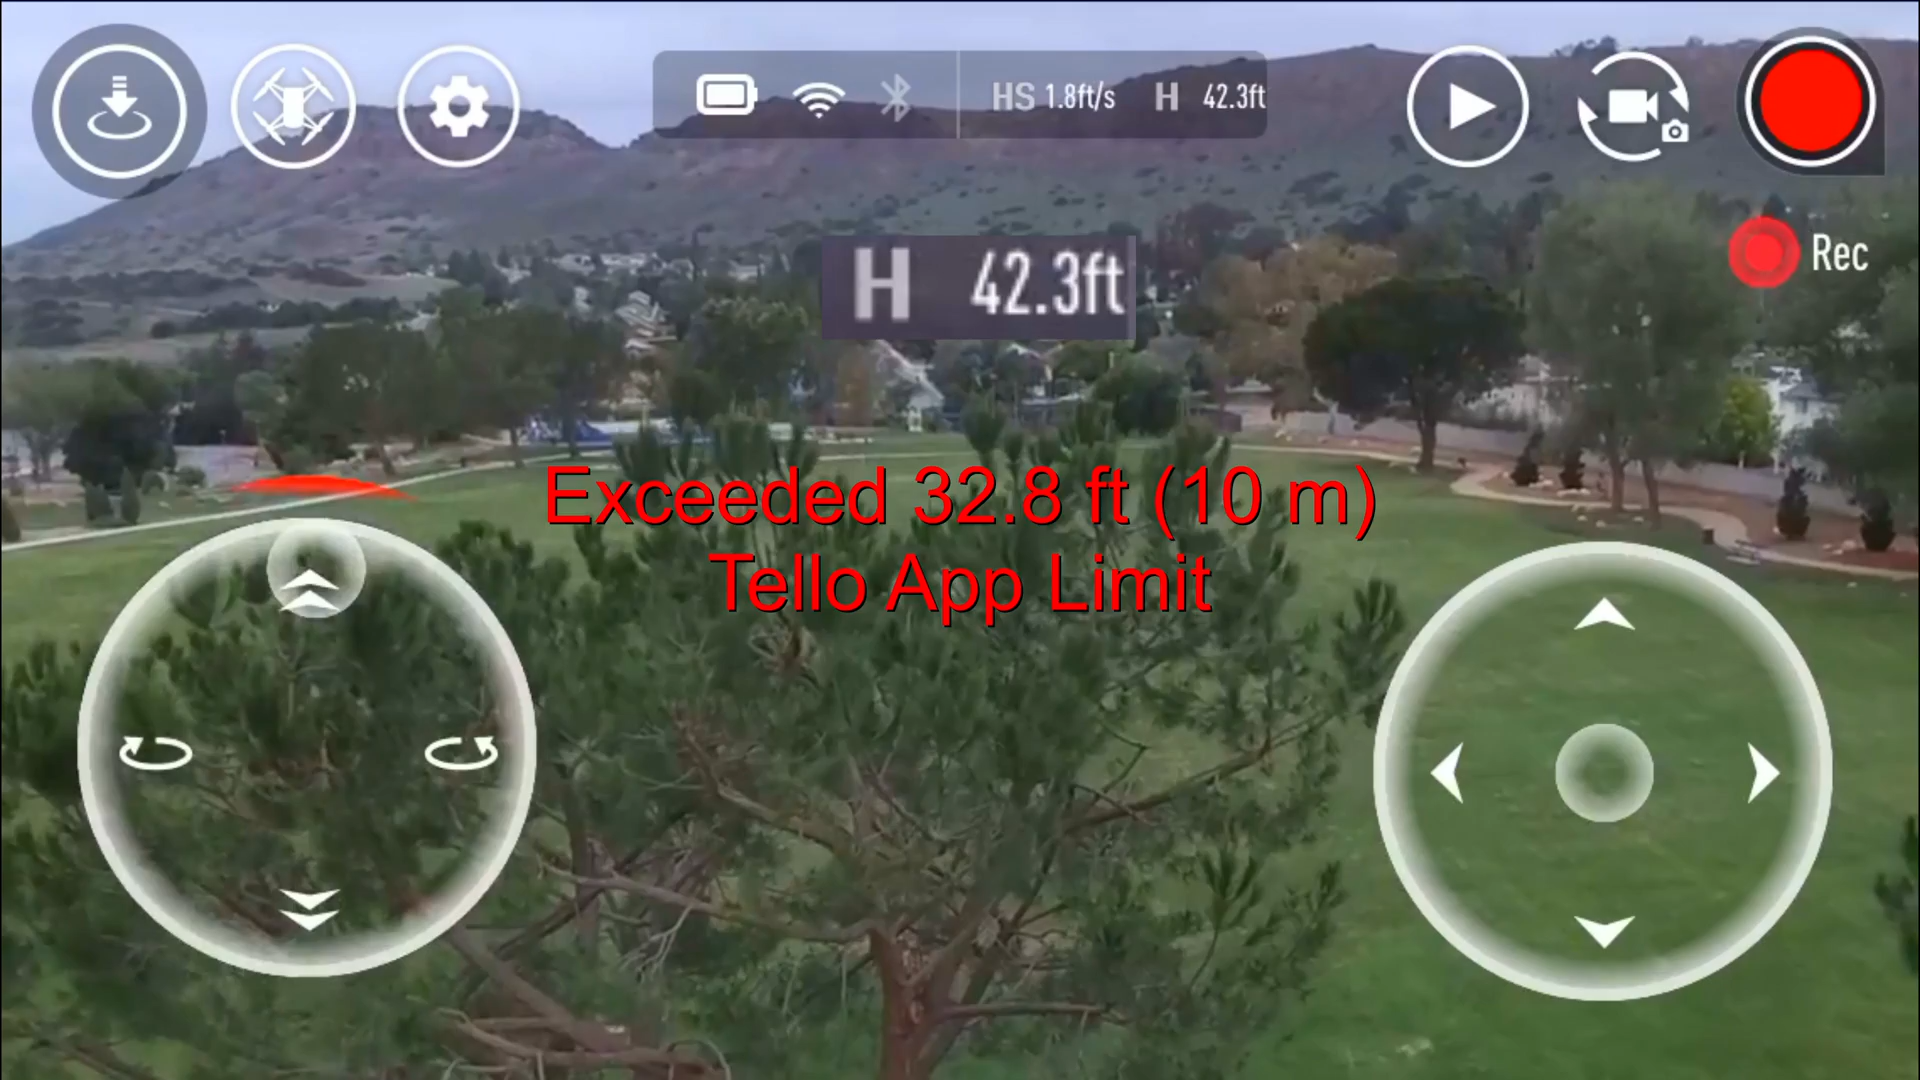 HS 1.8ft/s H 42.3ft
Rec
H 42.3ft
Exceeded 32.8 ft (10 m)
Tello App Limit